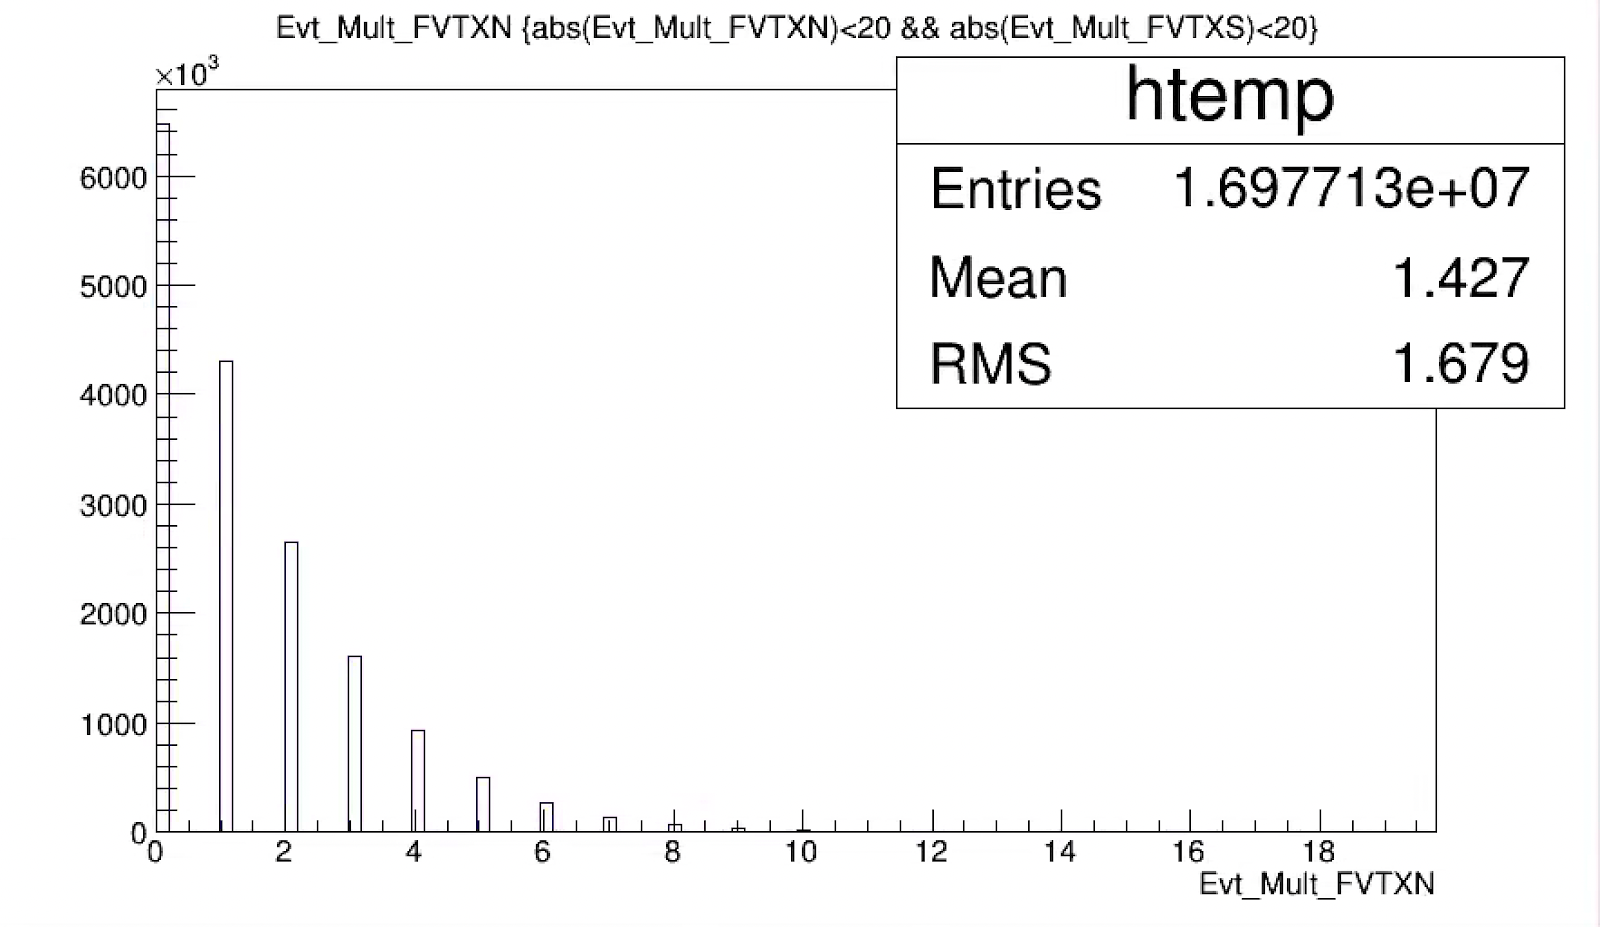 Evt_Mult_FVTXN {abs(Evt_Mult_FVTXN)<20 && abs(Evt_Mult_FVTXS)<20}
×10³
htemp
Entries 1.697713e+07
Mean 1.427
RMS 1.679
6000
5000
4000
3000
2000
1000
0
0 2 4 6 8 10 12 14 16 18
Evt_Mult_FVTXN